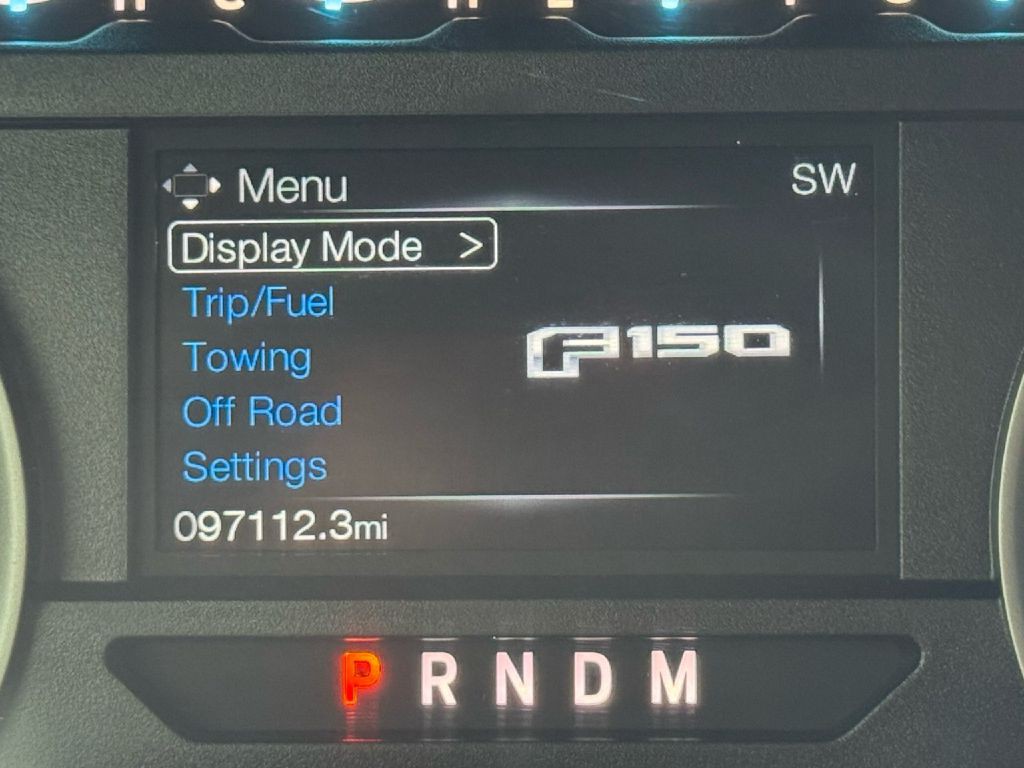 Menu
SW
Display Mode >
Trip/Fuel
Towing
Off Road
Settings
F150
097112.3mi
P R N D M